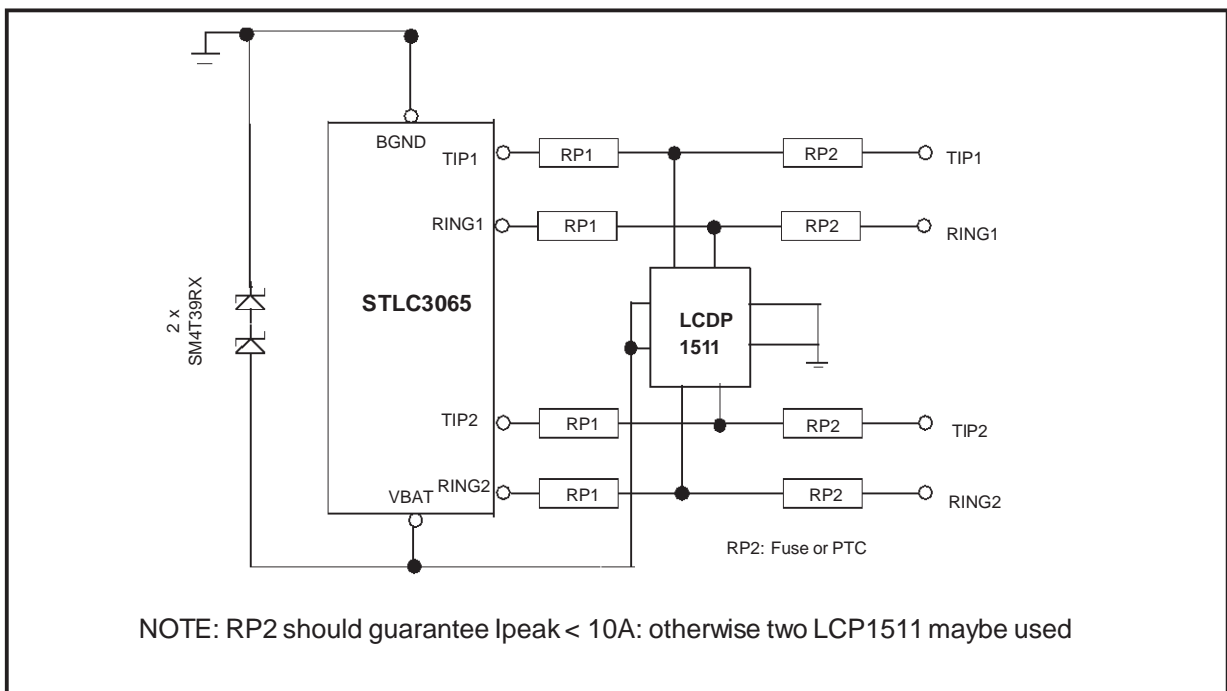 BGND
TIP1
RP1
RP2
TIP1
RING1
RP1
RP2
RING1
2 x
SM4T39RX
STLC3065
LCDP
1511
TIP2
RP1
RP2
TIP2
VBAT
RING2
RP1
RP2
RING2
RP2: Fuse or PTC
NOTE: RP2 should guarantee Ipeak < 10A: otherwise two LCP1511 maybe used